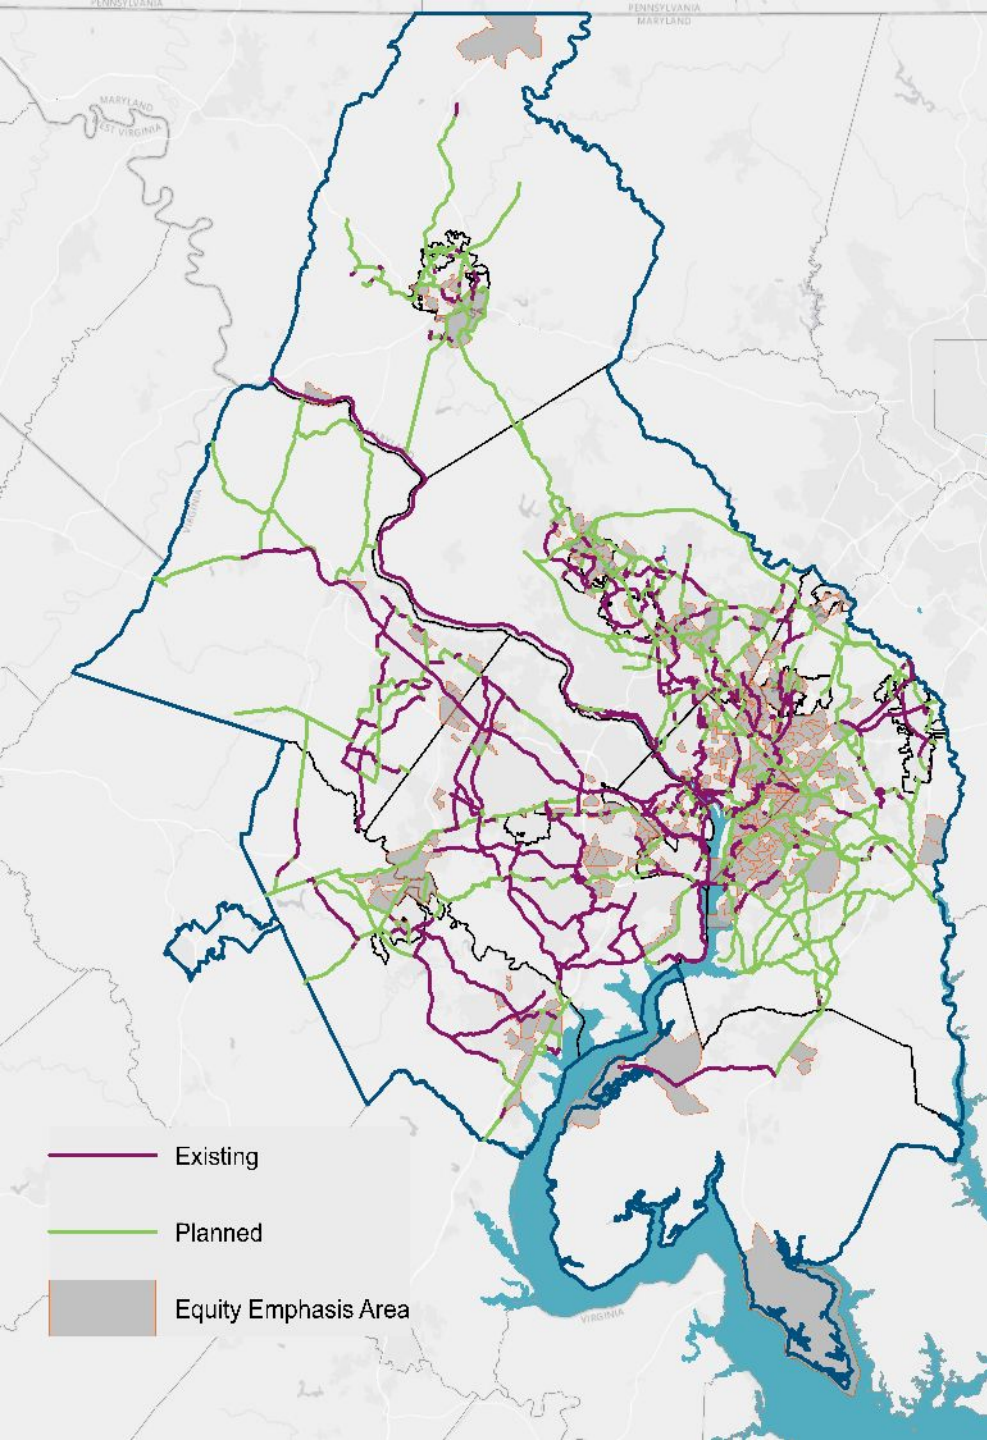 PENNSYLVANIA
PENNSYLVANIA
MARYLAND
MARYLAND
WEST VIRGINIA
VIRGINIA
Existing
Planned
Equity Emphasis Area
VIRGINIA